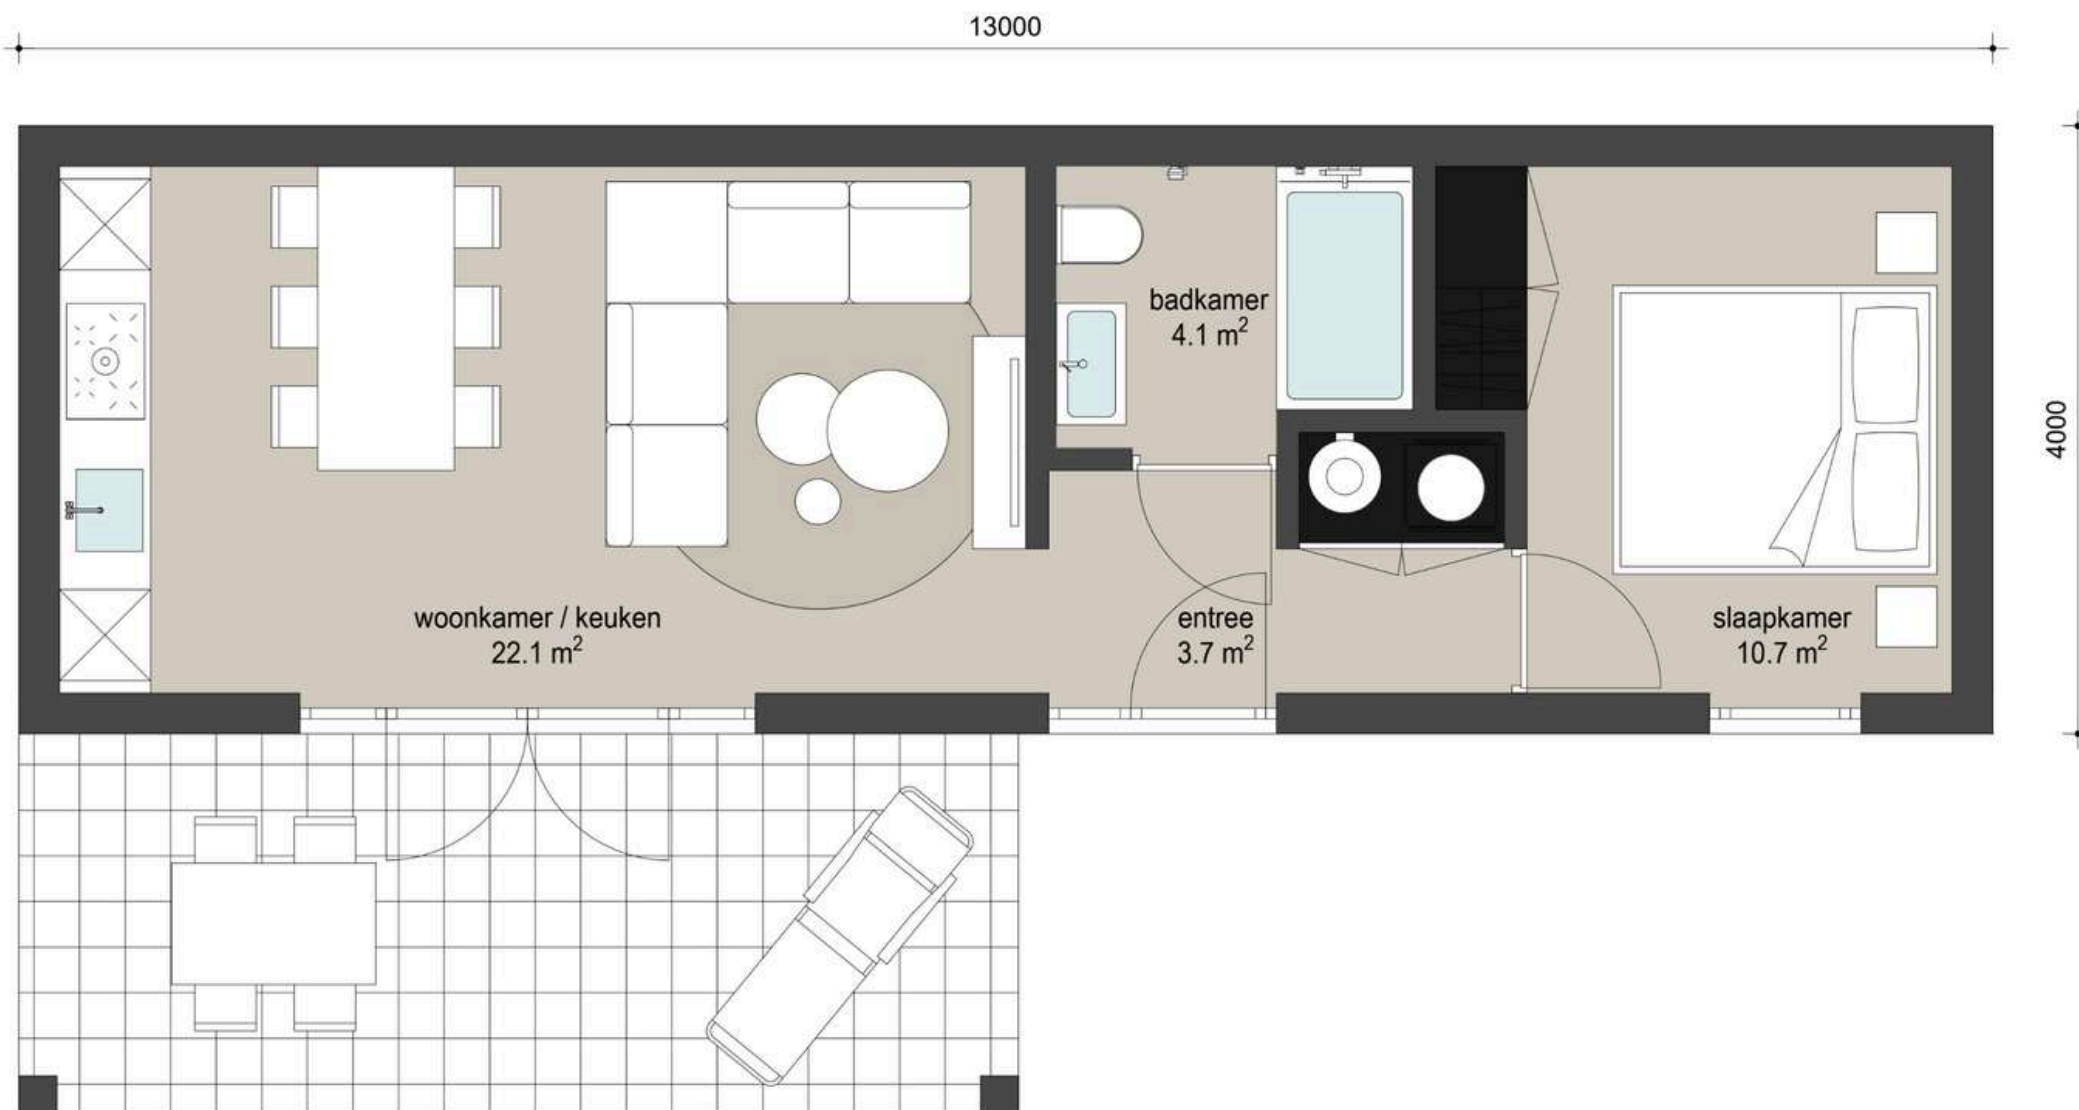 13000
badkamer
4.1 m²
4000
woonkamer / keuken
22.1 m²
entree
3.7 m²
slaapkamer
10.7 m²